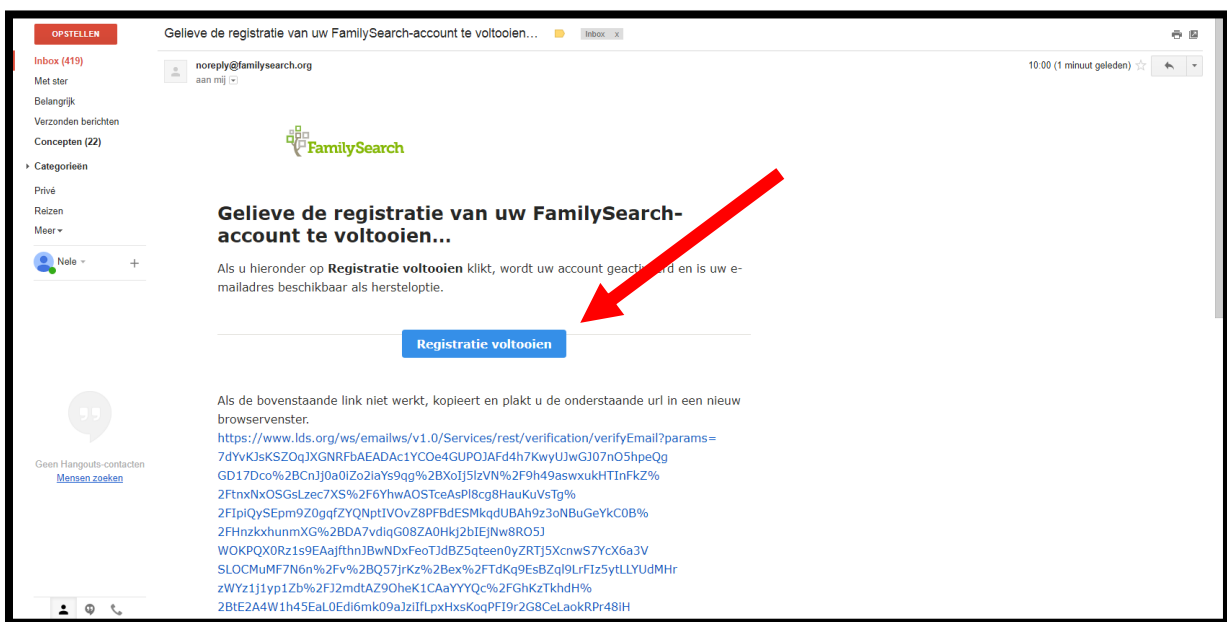 OPSTELLEN
Gelieve de registratie van uw FamilySearch-account te voltooien...
Inbox x
Inbox (419)
Met ster
Belangrijk
Verzonden berichten
Concepten (22)
Categorieën
Privé
Reizen
Meer
Nele
+
Geen Hangouts-contacten
Mensen zoeken
noreply@familysearch.org
10:00 (1 minuut geleden)
aan mij
FamilySearch
Gelieve de registratie van uw FamilySearch-
account te voltooien...
Als u hieronder op Registratie voltooien klikt, wordt uw account geactiveerd en is uw e-
mailadres beschikbaar als hersteloptie.
Registratie voltooien
Als de bovenstaande link niet werkt, kopieert en plakt u de onderstaande url in een nieuw
browservenster.
https://www.lds.org/ws/emailws/v1.0/Services/rest/verification/verifyEmail?params=
7dYvKJsKSZOqJXGNRFbAEADAc1YCOe4GUPOJAFd4h7KwyUJwGJ07nO5hpeQg
GD17Dco%2BCnJj0a0iZo2iaYs9qg%2BXoIj5lzVN%2F9h49aswxukHTInFkZ%
2FtnxNxOSGsLzec7XS%2F6YhwAOSTceAsPl8cg8HauKuVsTg%
2FIpiQySEpm9Z0gqfZYQNptIVOvZ8PFBdESMkqdUBAh9z3oNBuGeYkC0B%
2FHnzkxhunmXG%2BDA7vdiqG08ZA0Hkj2bIEjNw8RO5J
WOKPQX0Rz1s9EAajfthnJBwNDxFeoTJdBZ5qteen0yZRTj5XcnwS7YcX6a3V
SLOCMuMF7N6n%2Fv%2BQ57jrKz%2Bex%2FTdKq9EsBZql9LrFIz5ytLLYUdMHr
zWYz1j1yp1Zb%2FJ2mdtAZ9OheK1CAaYYYQc%2FGhKzTkhdH%
2BtE2A4W1h45EaL0Edi6mk09aJziIfLpxHxsKoqPFI9r2G8CeLaokRPr48iH